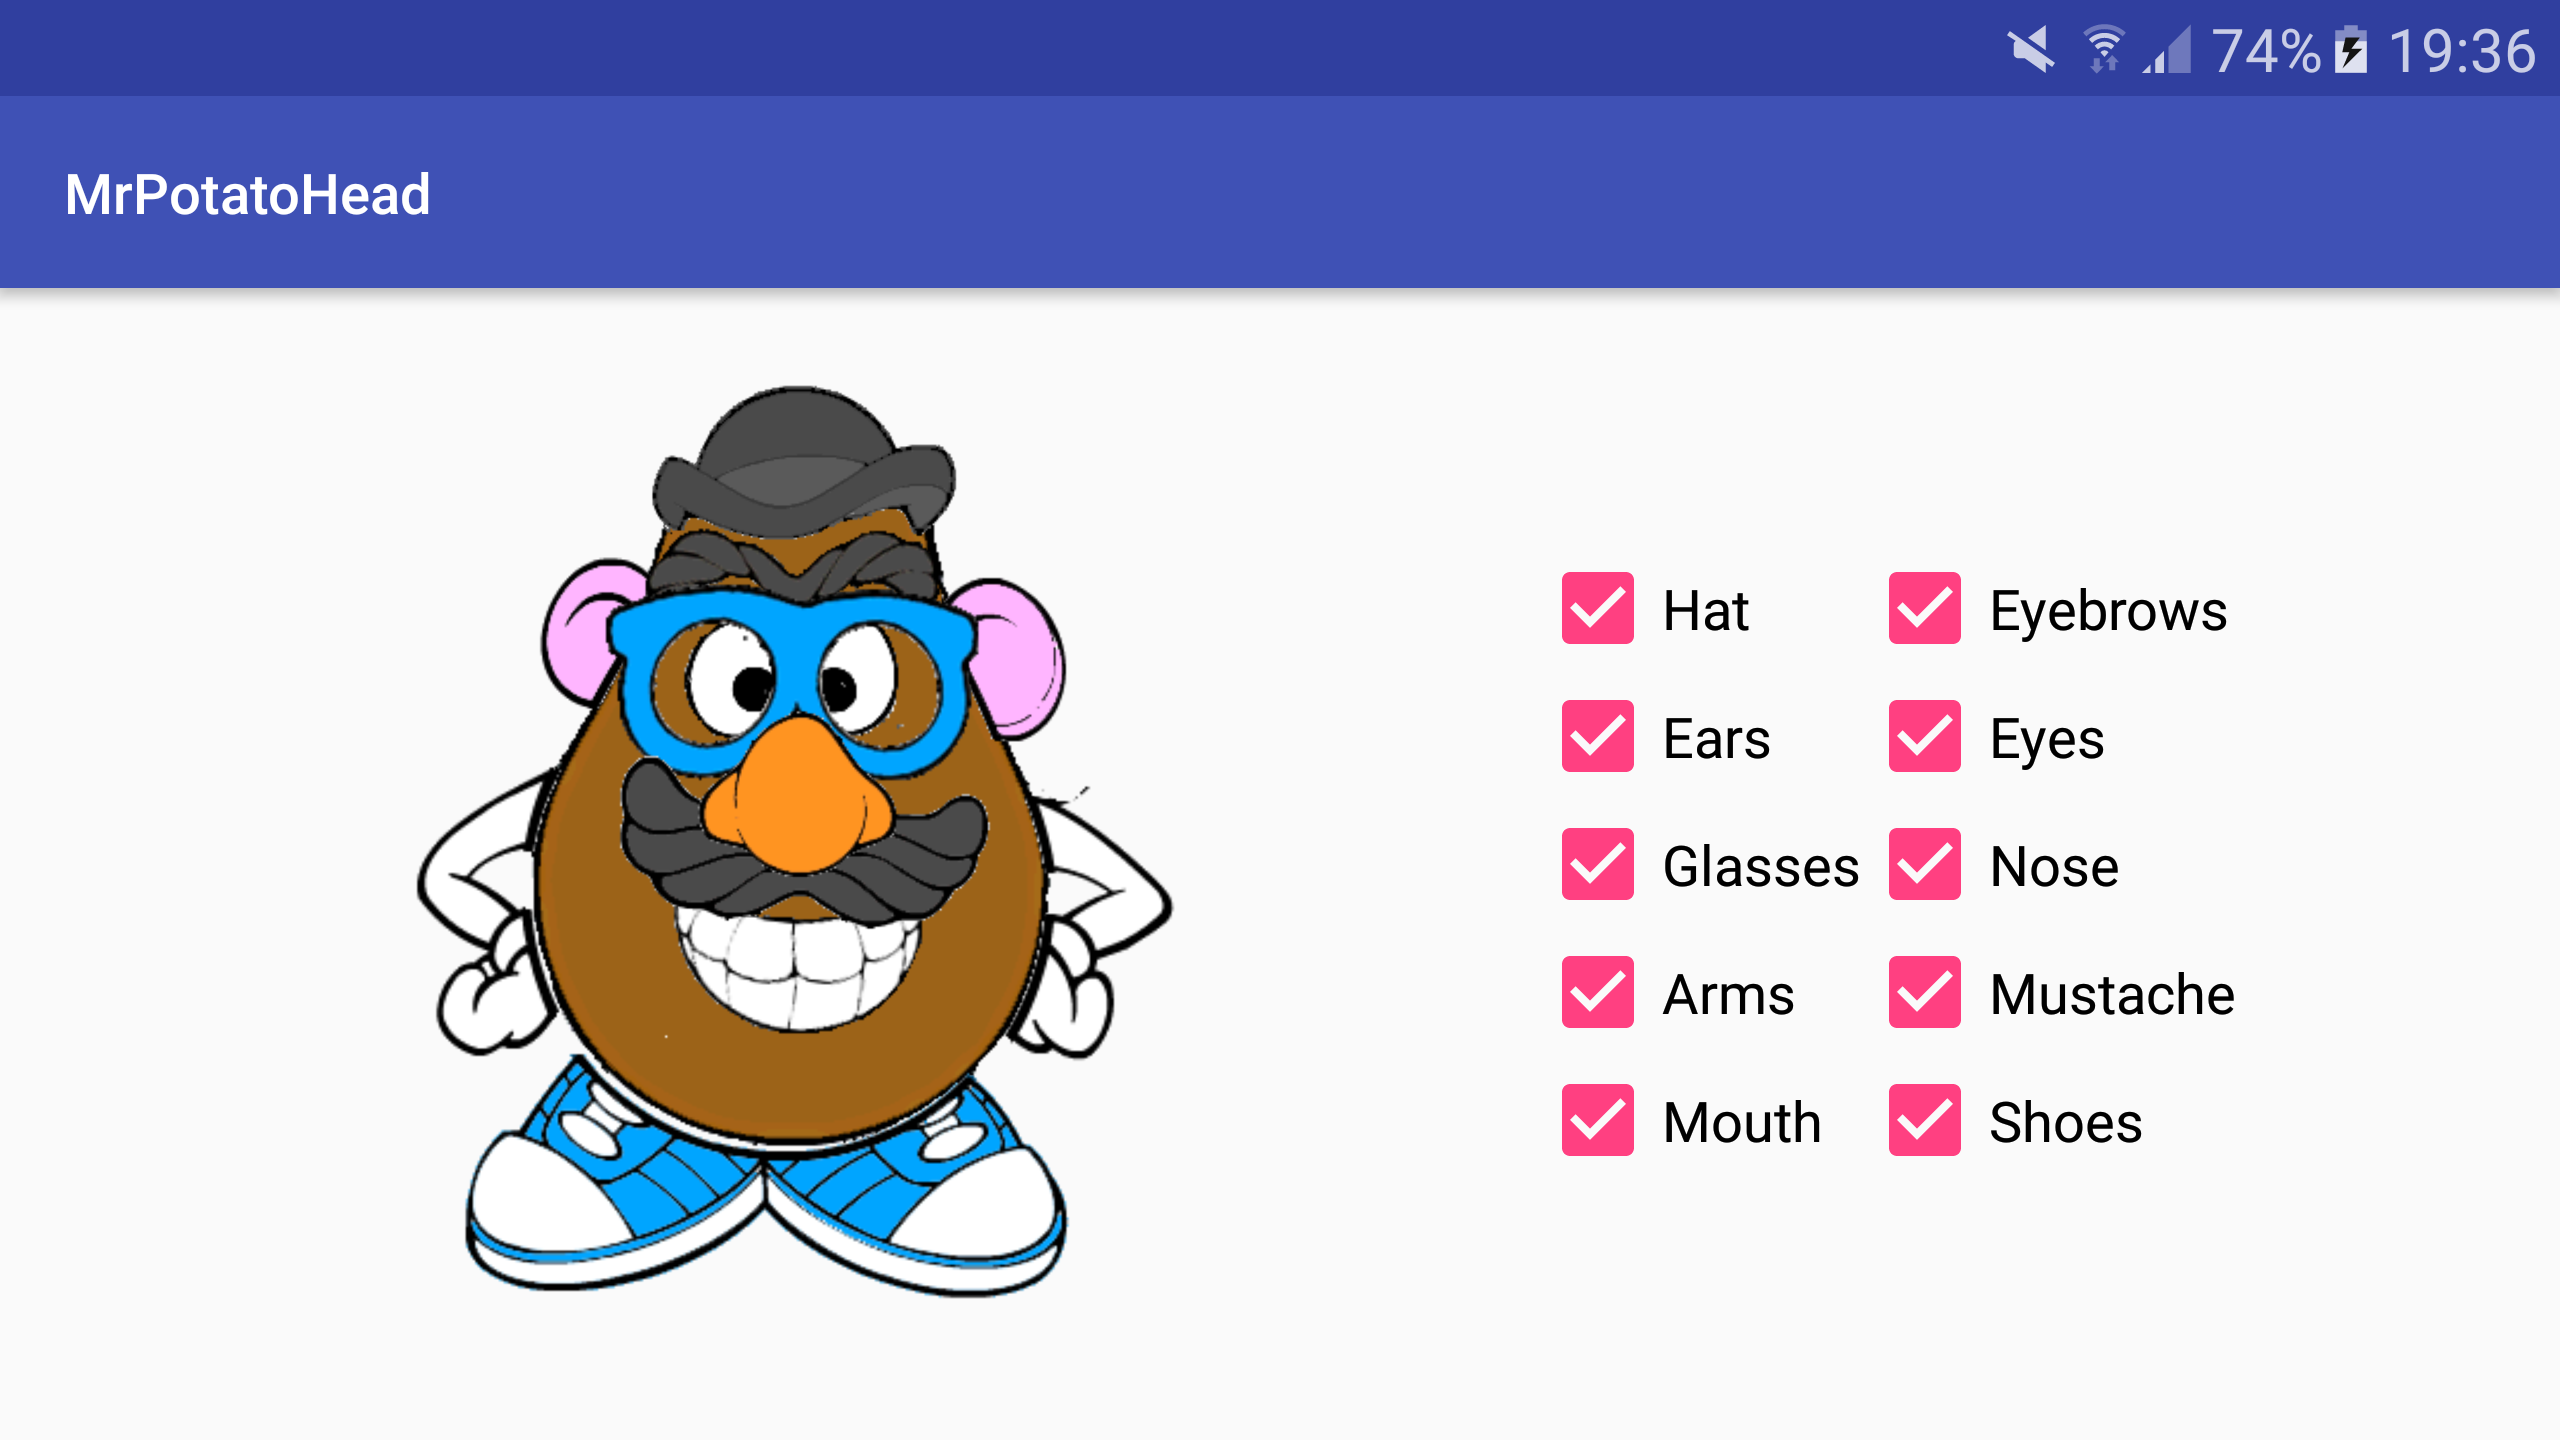 74% 19:36
MrPotatoHead
Hat Eyebrows
Ears Eyes
Glasses Nose
Arms Mustache
Mouth Shoes